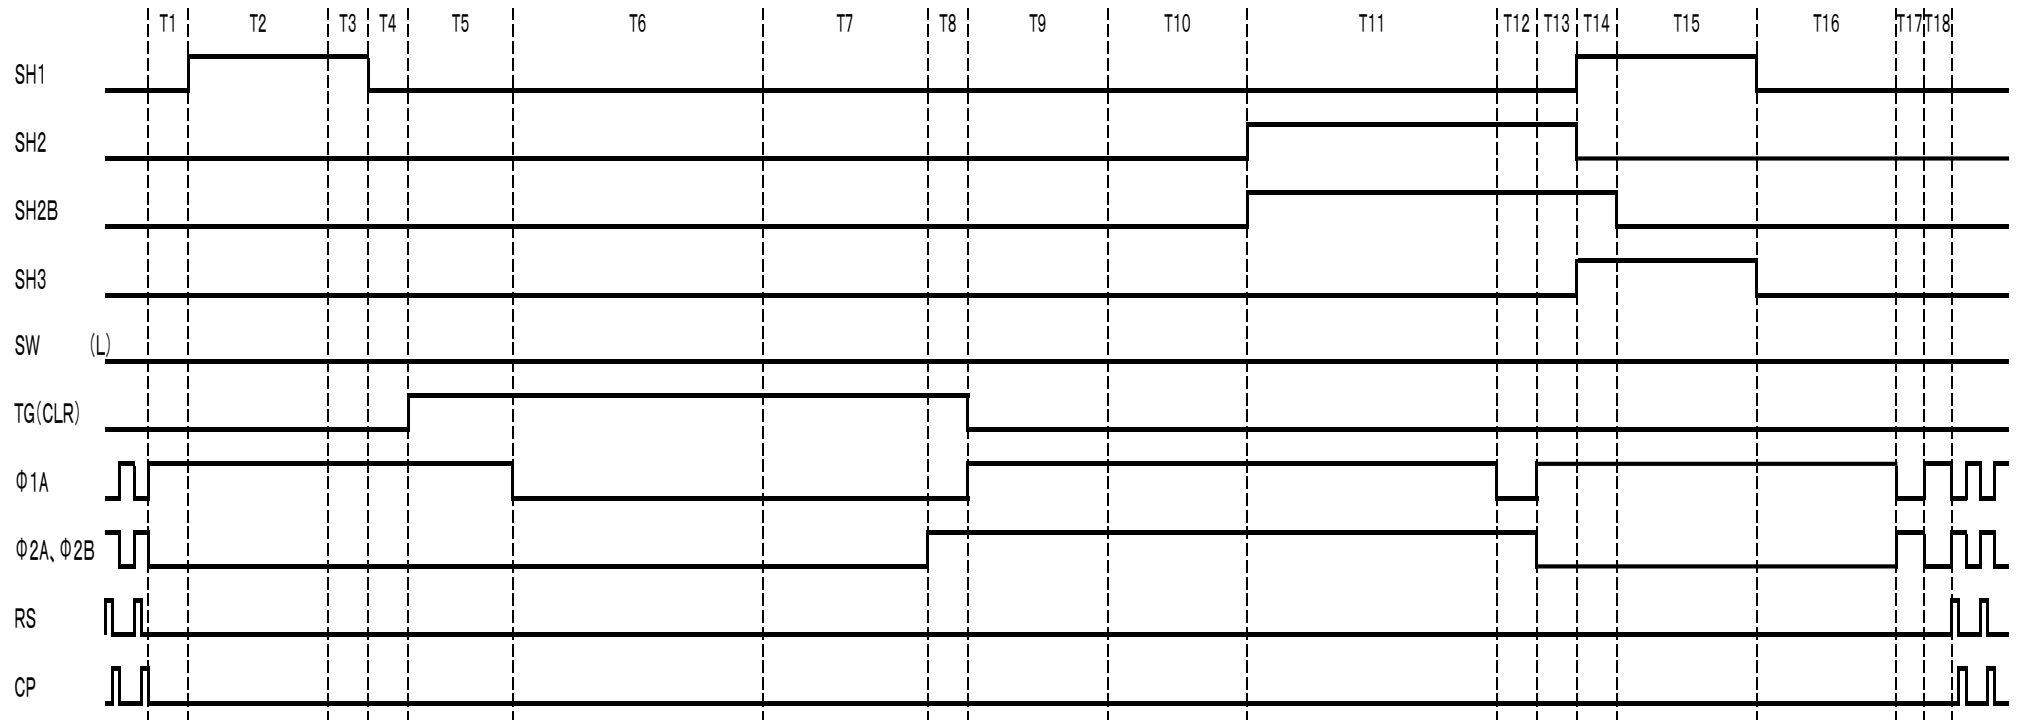 T1 T2 T3 T4 T5 T6 T7 T8 T9 T10 T11 T12 T13 T14 T15 T16 T17 T18
SH1
SH2
SH2B
SH3
SW (L)
TG(CLR)
Φ1A
Φ2A、Φ2B
RS
CP